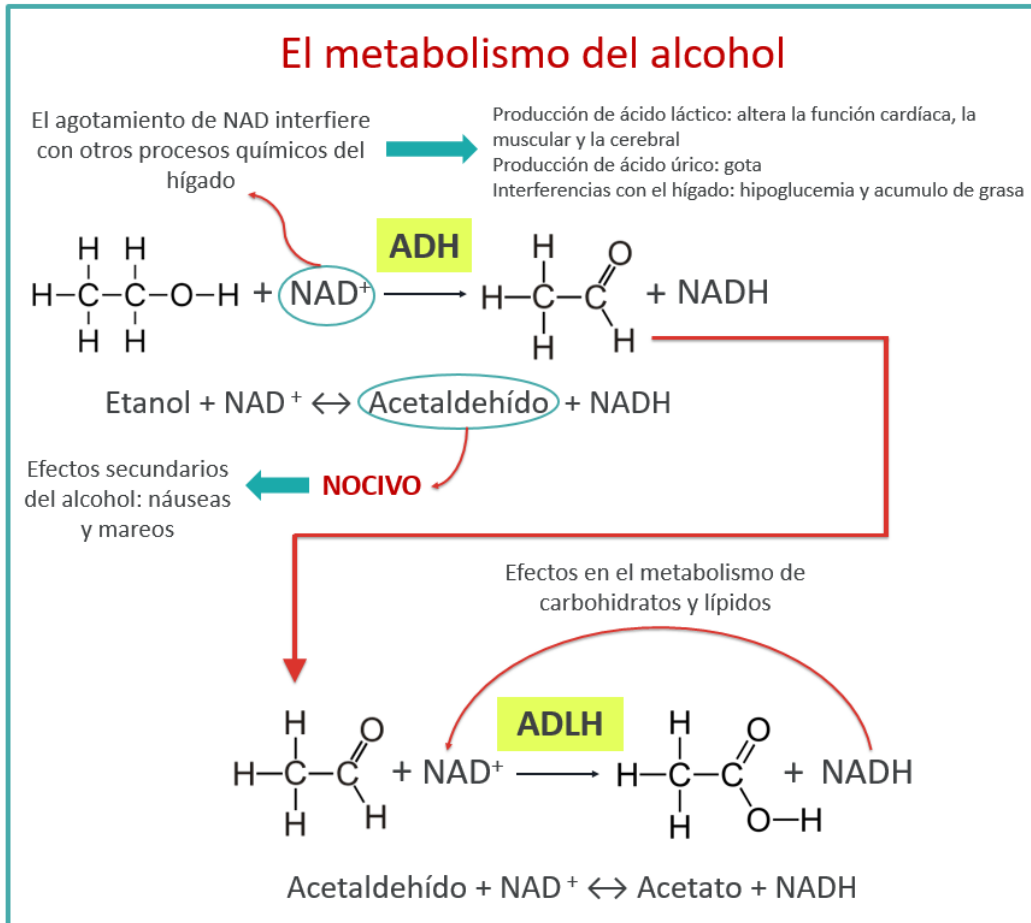 El metabolismo del alcohol
El agotamiento de NAD interfiere
con otros procesos químicos del
hígado
Producción de ácido láctico: altera la función cardíaca, la
muscular y la cerebral
Producción de ácido úrico: gota
Interferencias con el hígado: hipoglucemia y acumulo de grasa
ADH
H H
H–C–C–O–H + NAD+
H H
H O
H–C–C + NADH
H H
Etanol + NAD + ↔ Acetaldehído + NADH
Efectos secundarios
del alcohol: náuseas
y mareos
NOCIVO
Efectos en el metabolismo de
carbohidratos y lípidos
ADLH
H O
H–C–C + NAD+
H H
H O
H–C–C + NADH
H O–H
Acetaldehído + NAD + ↔ Acetato + NADH